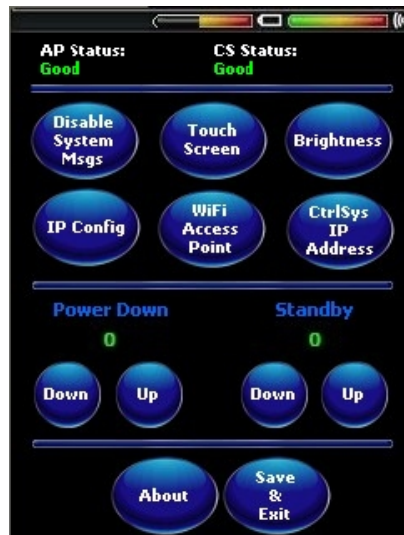 AP Status: CS Status:
Good Good
Disable
System
Msgs
Touch
Screen
Brightness
IP Config
WiFi
Access
Point
CtrlSys
IP
Address
Power Down Standby
0 0
Down Up Down Up
About
Save
&
Exit